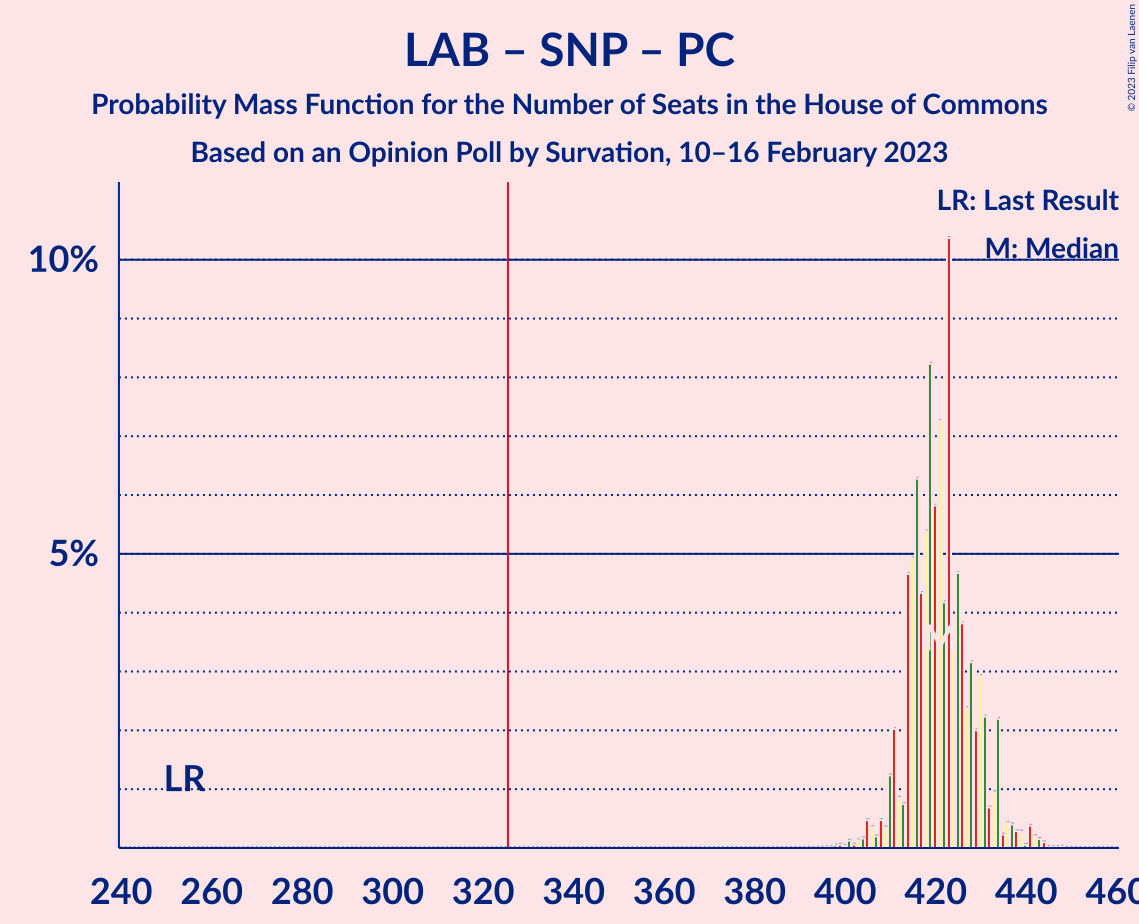 LAB – SNP – PC
Probability Mass Function for the Number of Seats in the House of Commons
Based on an Opinion Poll by Survation, 10–16 February 2023
© 2023 Filip van Laenen
LR: Last Result
M: Median
10%
5%
LR
M
240 260 280 300 320 340 360 380 400 420 440 460